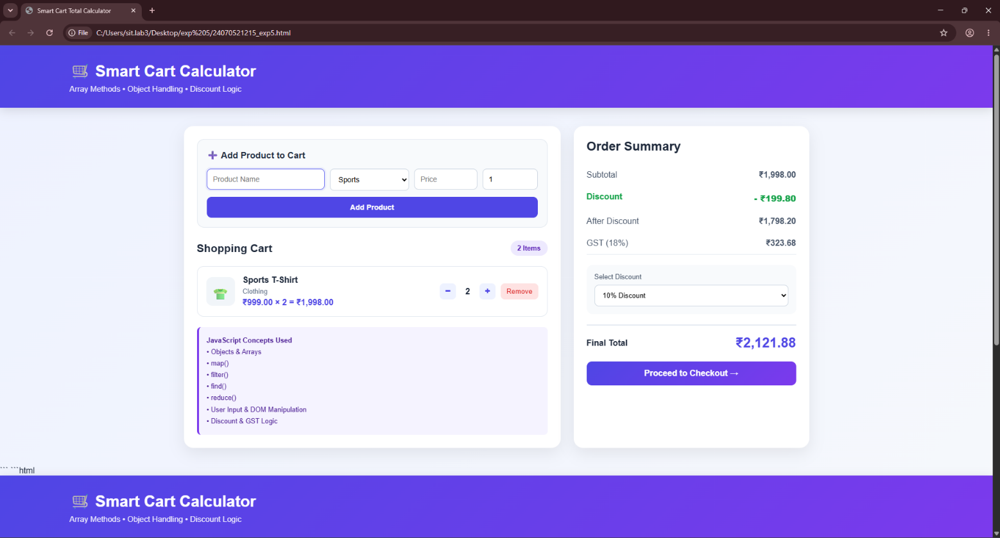 Smart Cart Total Calculator
File
C:/Users/sit.lab3/Desktop/exp%205/24070521215_exp5.html
🛒 Smart Cart Calculator
Array Methods • Object Handling • Discount Logic
➕ Add Product to Cart
Product Name
Sports
Price
1
Add Product
Shopping Cart
2 Items
Sports T-Shirt
Clothing
₹999.00 × 2 = ₹1,998.00
−
2
+
Remove
JavaScript Concepts Used
• Objects & Arrays
• map()
• filter()
• find()
• reduce()
• User Input & DOM Manipulation
• Discount & GST Logic
Order Summary
Subtotal ₹1,998.00
Discount - ₹199.80
After Discount ₹1,798.20
GST (18%) ₹323.68
Select Discount
10% Discount
Final Total ₹2,121.88
Proceed to Checkout →
``` ```html
🛒 Smart Cart Calculator
Array Methods • Object Handling • Discount Logic